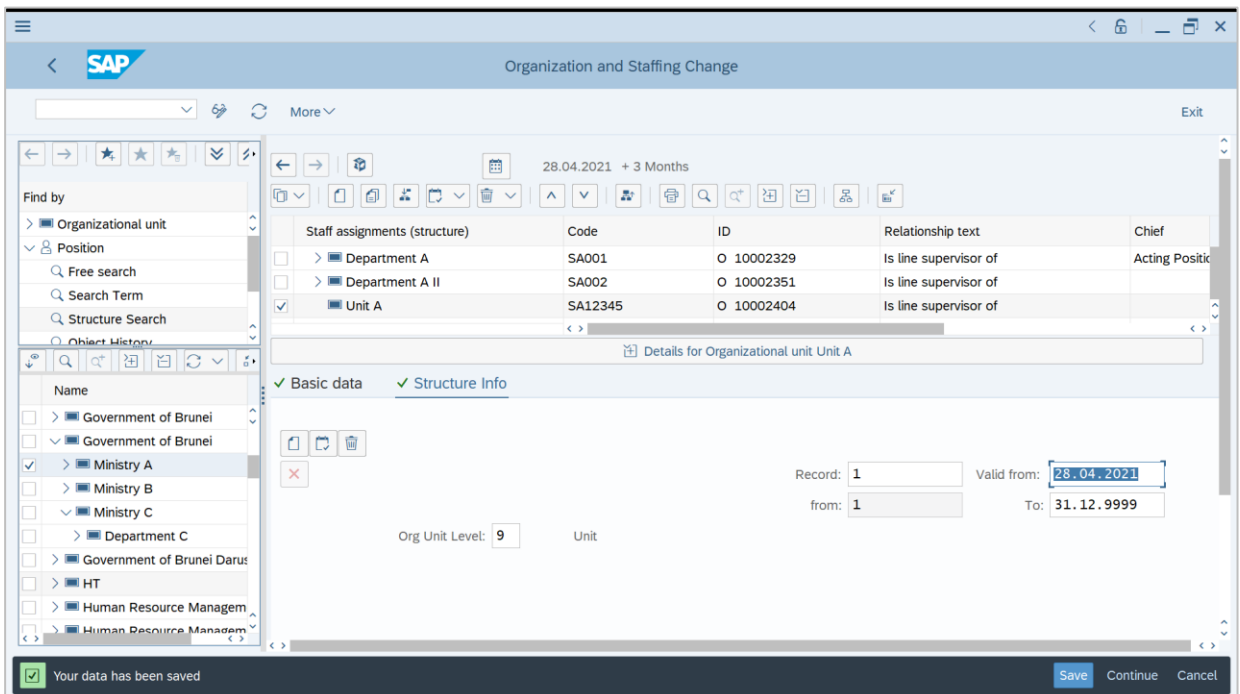 SAP
Organization and Staffing Change
More
Exit
28.04.2021 + 3 Months
Find by
Organizational unit
Position
Free search
Search Term
Structure Search
Object History
Staff assignments (structure) Code ID Relationship text Chief
Department A SA001 O 10002329 Is line supervisor of Acting Positic
Department A II SA002 O 10002351 Is line supervisor of
Unit A SA12345 O 10002404 Is line supervisor of
Details for Organizational unit Unit A
Name
Government of Brunei
Government of Brunei
Ministry A
Ministry B
Ministry C
Department C
Government of Brunei Darus
HT
Human Resource Managem
Human Resource Managem
Basic data Structure Info
Record: 1 Valid from: 28.04.2021
from: 1 To: 31.12.9999
Org Unit Level: 9 Unit
Your data has been saved
Save Continue Cancel